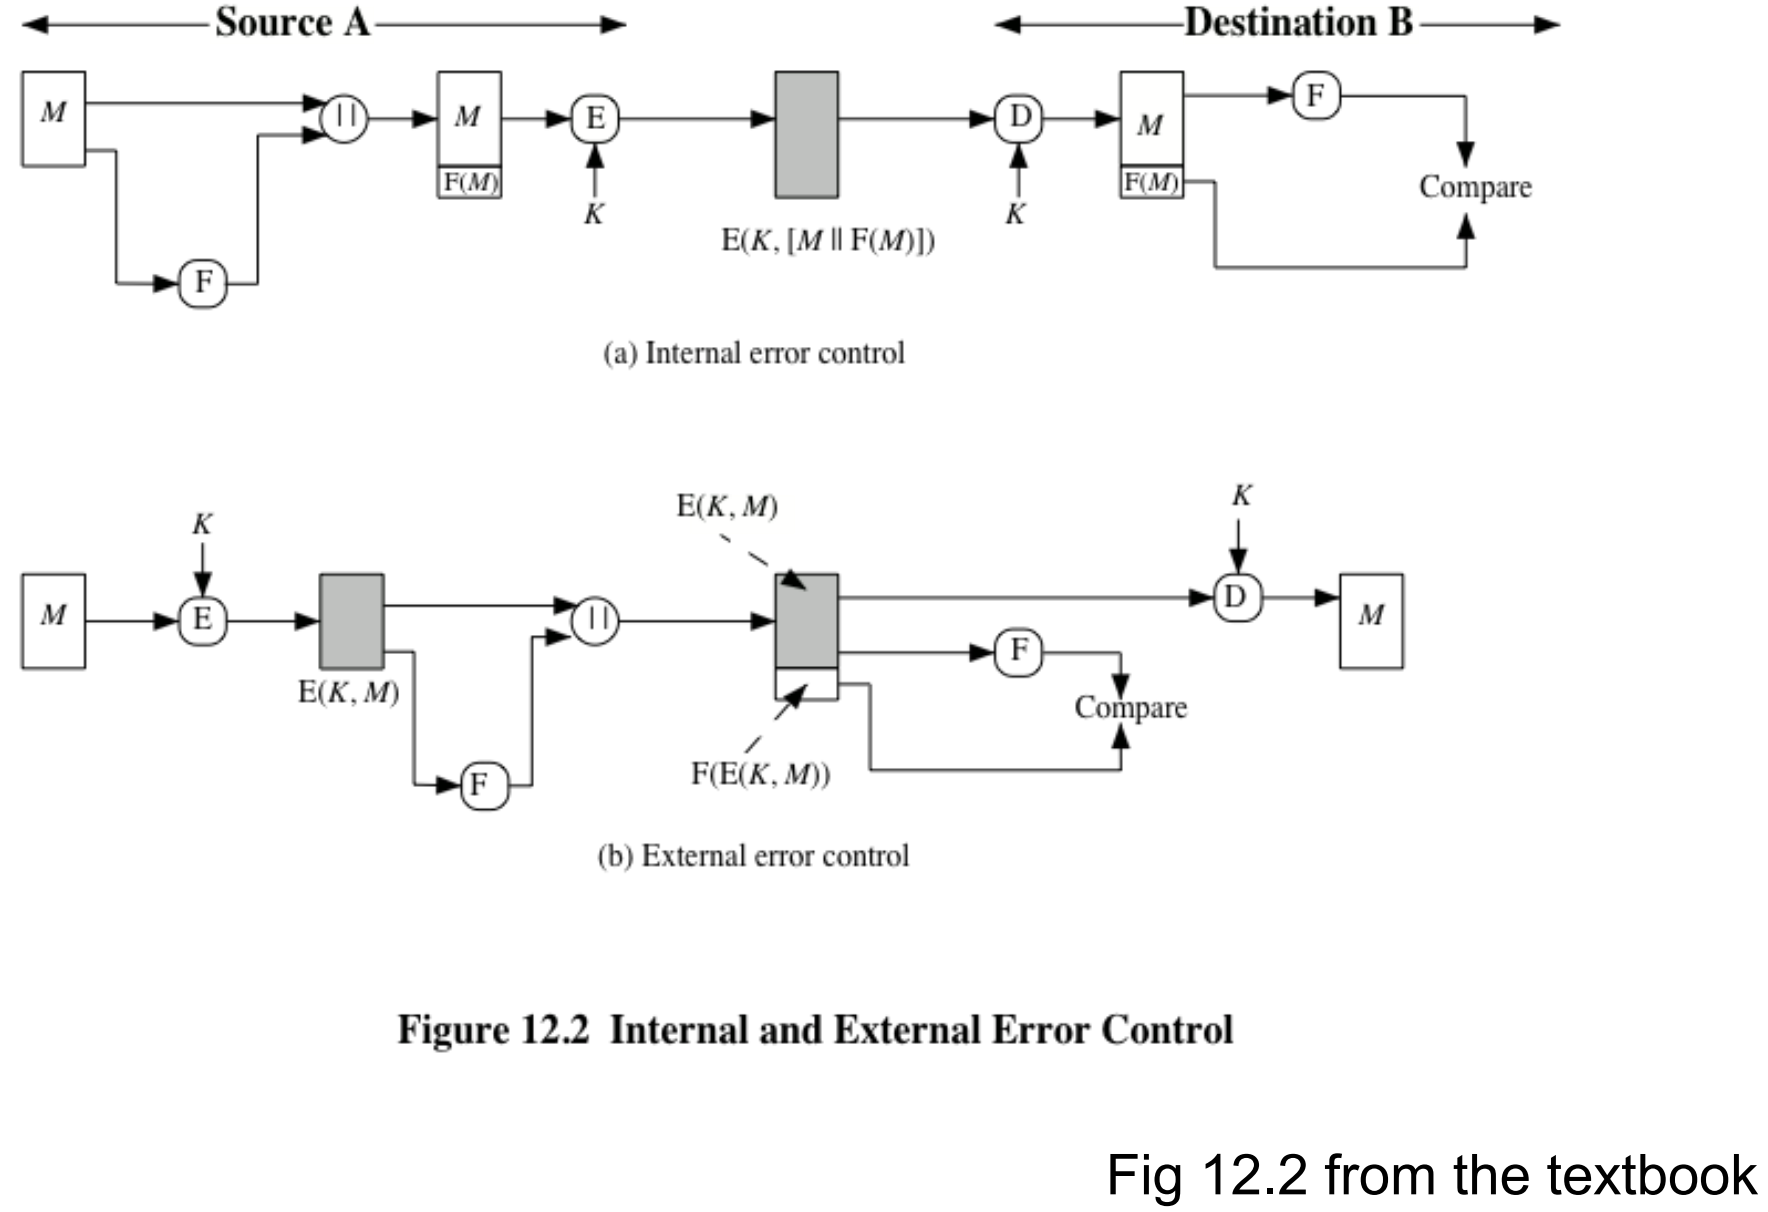 Source A
Destination B
M
||
M
F(M)
E
K
E(K, [M || F(M)])
D
K
M
F(M)
F
Compare
F
(a) Internal error control
M
K
E
E(K, M)
F
||
E(K, M)
F(E(K, M))
F
Compare
K
D
M
(b) External error control
Figure 12.2 Internal and External Error Control
Fig 12.2 from the textbook